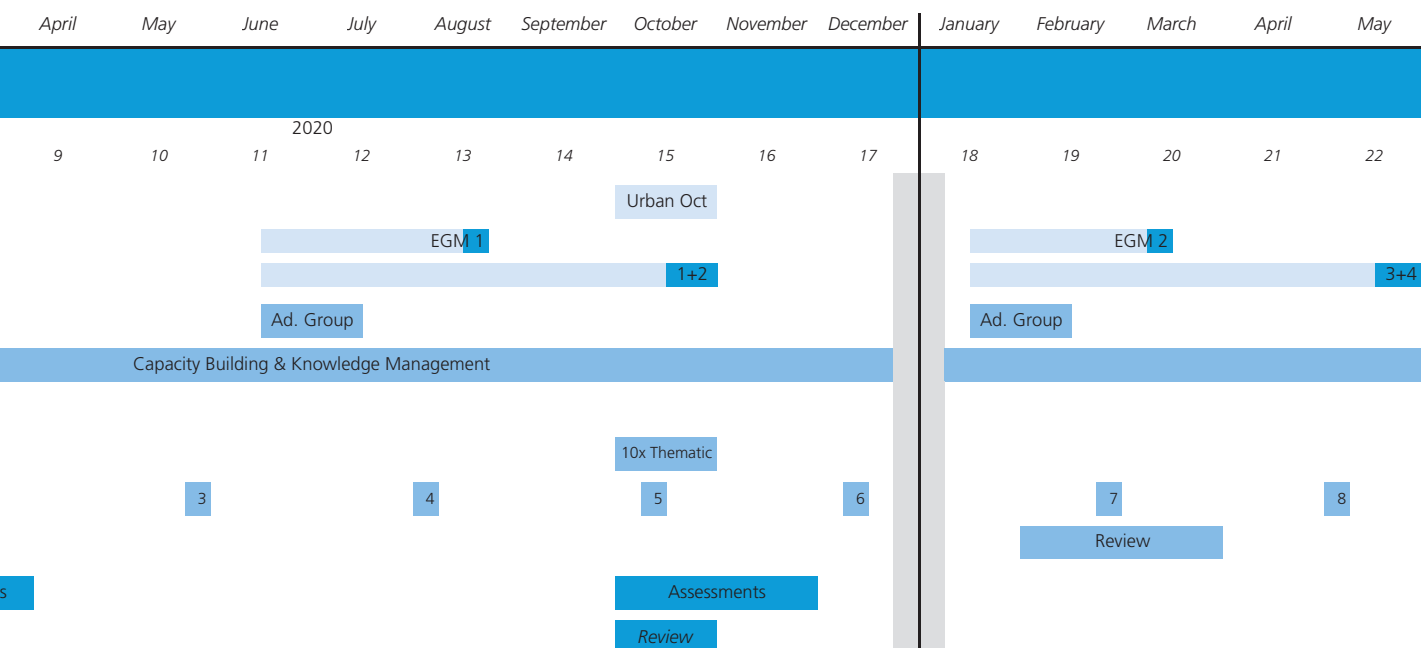 April May June July August September October November December January February March April May
2020
9 10 11 12 13 14 15 16 17 18 19 20 21 22
Urban Oct
EGM 1 EGM 2
1+2 3+4
Ad. Group Ad. Group
Capacity Building & Knowledge Management
10x Thematic
3 4 5 6 7 8
Review
s Assessments
Review